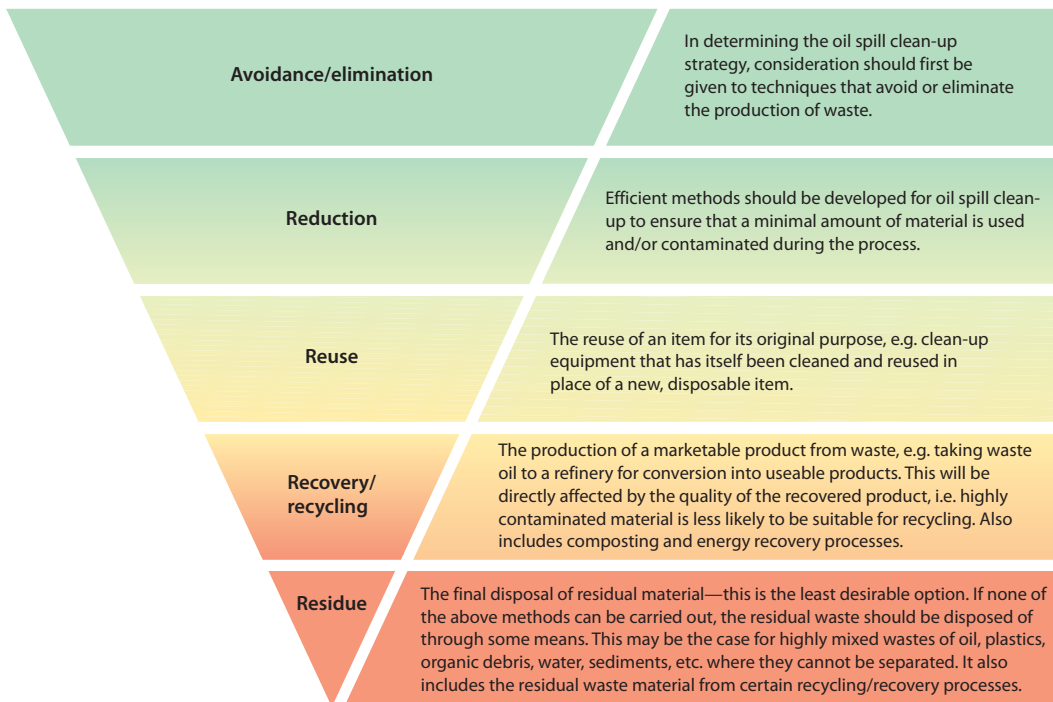 Avoidance/elimination
In determining the oil spill clean-up
strategy, consideration should first be
given to techniques that avoid or eliminate
the production of waste.
Reduction
Efficient methods should be developed for oil spill clean-
up to ensure that a minimal amount of material is used
and/or contaminated during the process.
Reuse
The reuse of an item for its original purpose, e.g. clean-up
equipment that has itself been cleaned and reused in
place of a new, disposable item.
Recovery/
recycling
The production of a marketable product from waste, e.g. taking waste
oil to a refinery for conversion into useable products. This will be
directly affected by the quality of the recovered product, i.e. highly
contaminated material is less likely to be suitable for recycling. Also
includes composting and energy recovery processes.
Residue
The final disposal of residual material—this is the least desirable option. If none
of the above methods can be carried out, the residual waste should be disposed of
through some means. This may be the case for highly mixed wastes of oil, plastics,
organic debris, water, sediments, etc. where they cannot be separated. It also
includes the residual waste material from certain recycling/recovery processes.